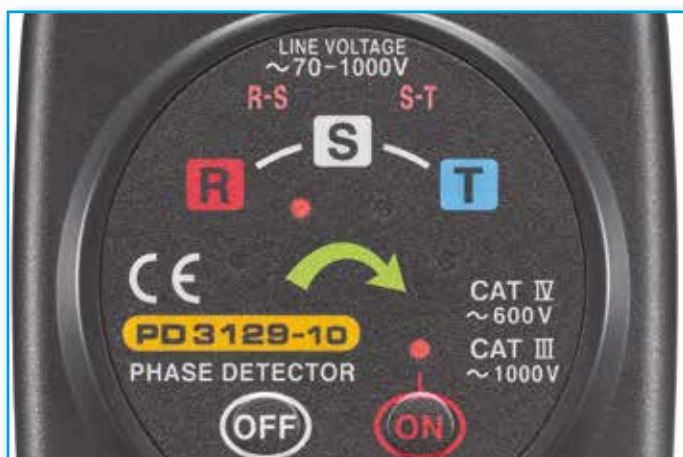 LINE VOLTAGE
~70-1000V
R-S S-T
R S T
CE
CAT IV
~600V
PD3129-10
CAT III
PHASE DETECTOR
~1000V
OFF ON